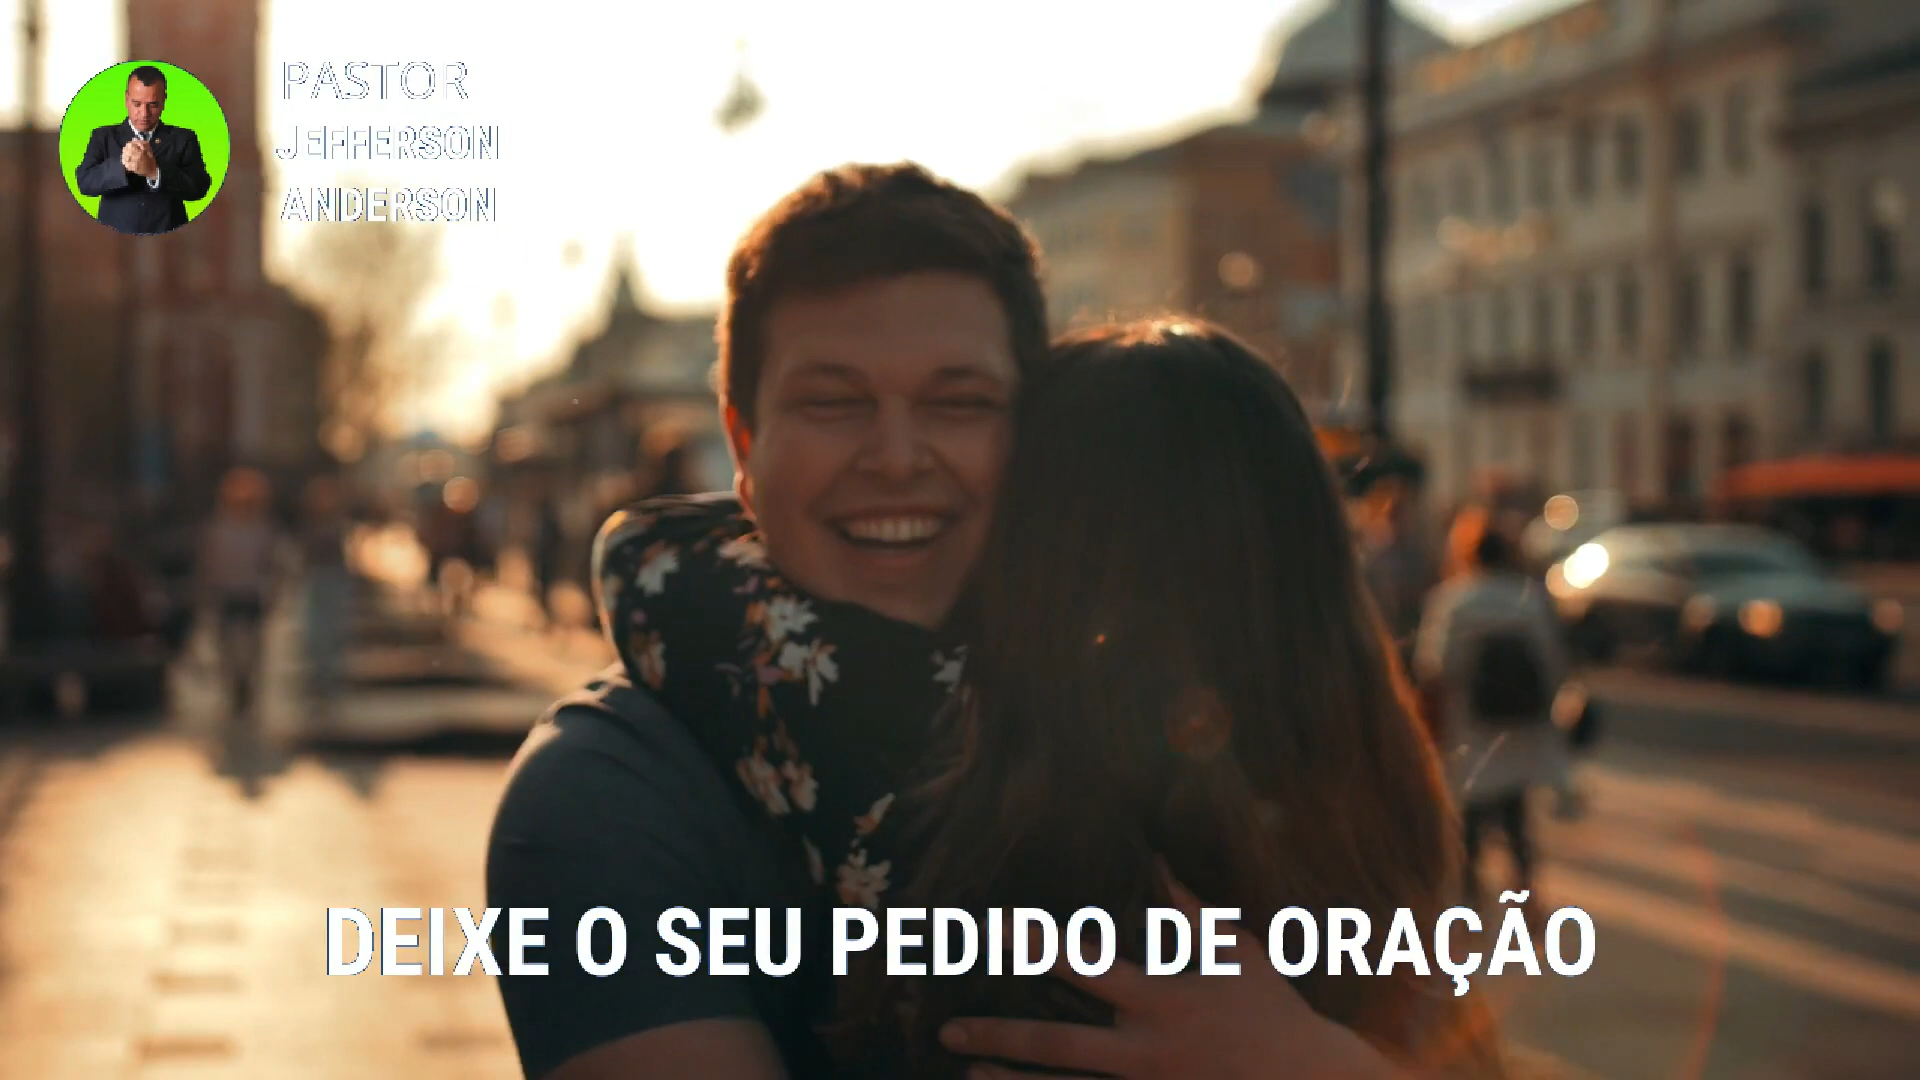 PASTOR
JEFFERSON
ANDERSON
DEIXE O SEU PEDIDO DE ORAÇÃO